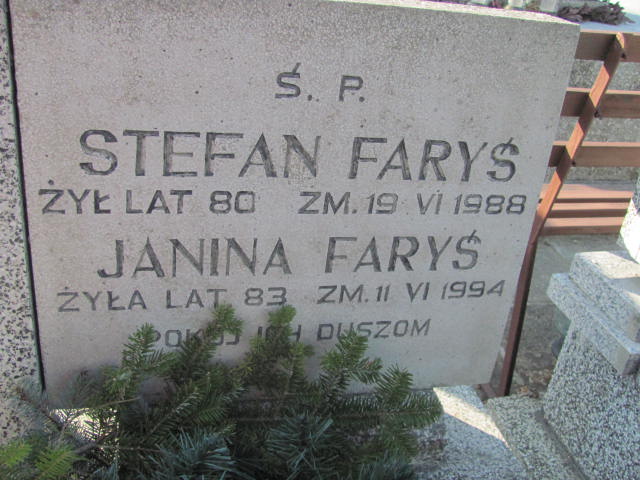 Ś. P.
STEFAN FARYŚ
ŻYŁ LAT 80 ZM. 19 VI 1988
JANINA FARYŚ
ŻYŁA LAT 83 ZM. 11 VI 1994
POKÓJ ICH DUSZOM